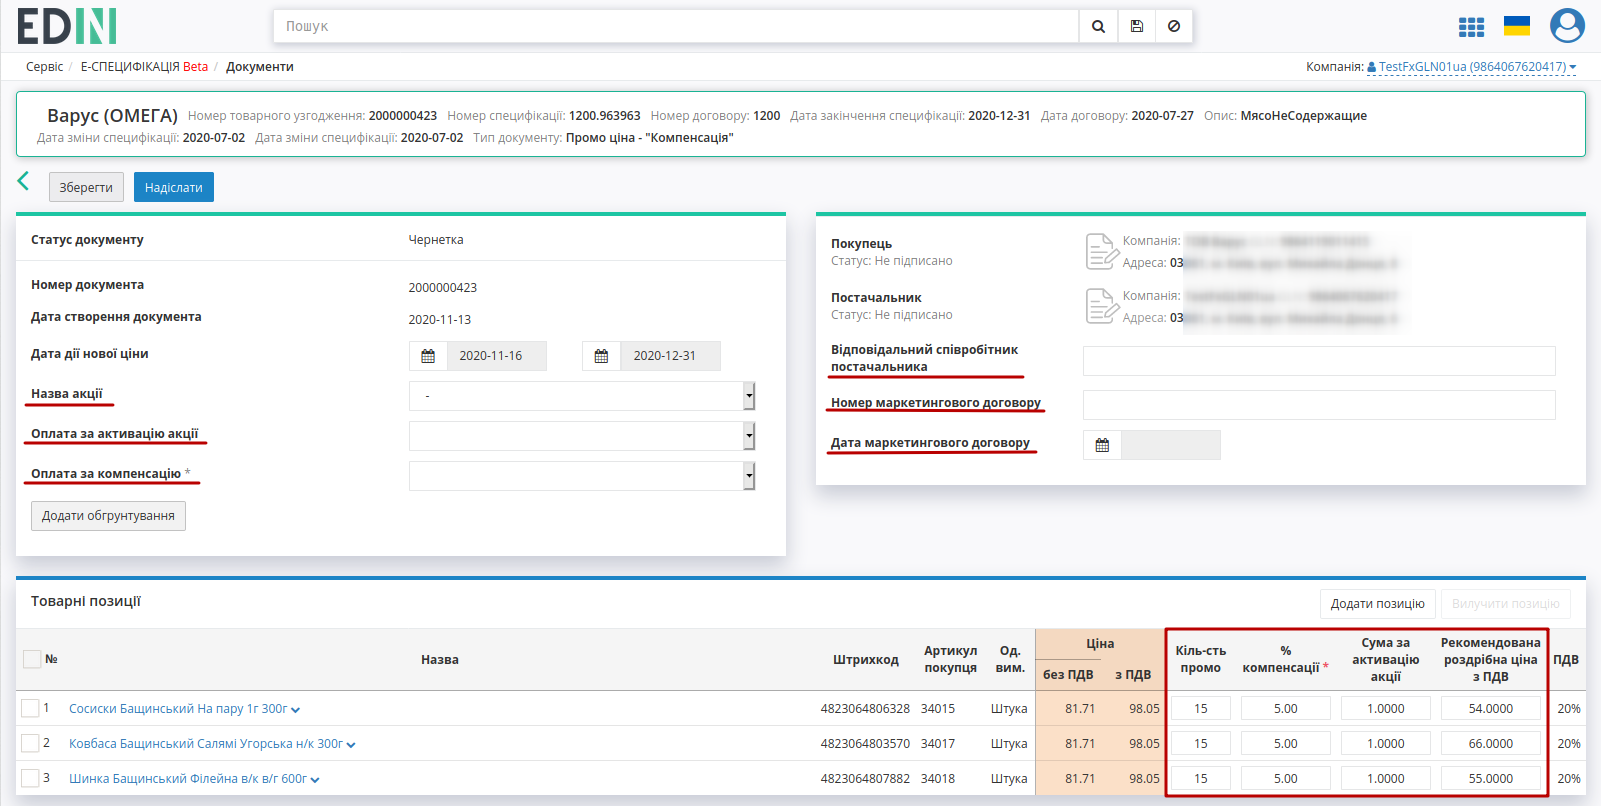 EDIN
Пошук
Сервіс / Е-СПЕЦИФІКАЦІЯ Beta / Документи
Компанія: TestFxGLN01ua (9864067620417)
Варус (ОМЕГА) Номер товарного узгодження: 2000000423 Номер специфікації: 1200.963963 Номер договору: 1200 Дата закінчення специфікації: 2020-12-31 Дата договору: 2020-07-27 Опис: МясоНеСодержащие
Дата зміни специфікації: 2020-07-02 Дата зміни специфікації: 2020-07-02 Тип документу: Промо ціна - "Компенсація"
Зберегти
Надіслати
Статус документу Чернетка
Номер документа 2000000423
Дата створення документа 2020-11-13
Дата дії нової ціни 2020-11-16 2020-12-31
Назва акції -
Оплата за активацію акції
Оплата за компенсацію *
Додати обгрунтування
Покупець
Статус: Не підписано
Компанія:
Адреса: 03
Постачальник
Статус: Не підписано
Компанія:
Адреса: 03
Відповідальний співробітник
постачальника
Номер маркетингового договору
Дата маркетингового договору
Товарні позиції
Додати позицію
Вилучити позицію
№ Назва Штрихкод Артикул покупця Од. вим. Ціна без ПДВ з ПДВ Кіль-сть промо % компенсації * Сума за активацію акції Рекомендована роздрібна ціна з ПДВ ПДВ
1 Сосиски Бащинський На пару 1г 300г 4823064806328 34015 Штука 81.71 98.05 15 5.00 1.0000 54.0000 20%
2 Ковбаса Бащинський Салямі Угорська н/к 300г 4823064803570 34017 Штука 81.71 98.05 15 5.00 1.0000 66.0000 20%
3 Шинка Бащинський Філейна в/к в/г 600г 4823064807882 34018 Штука 81.71 98.05 15 5.00 1.0000 55.0000 20%